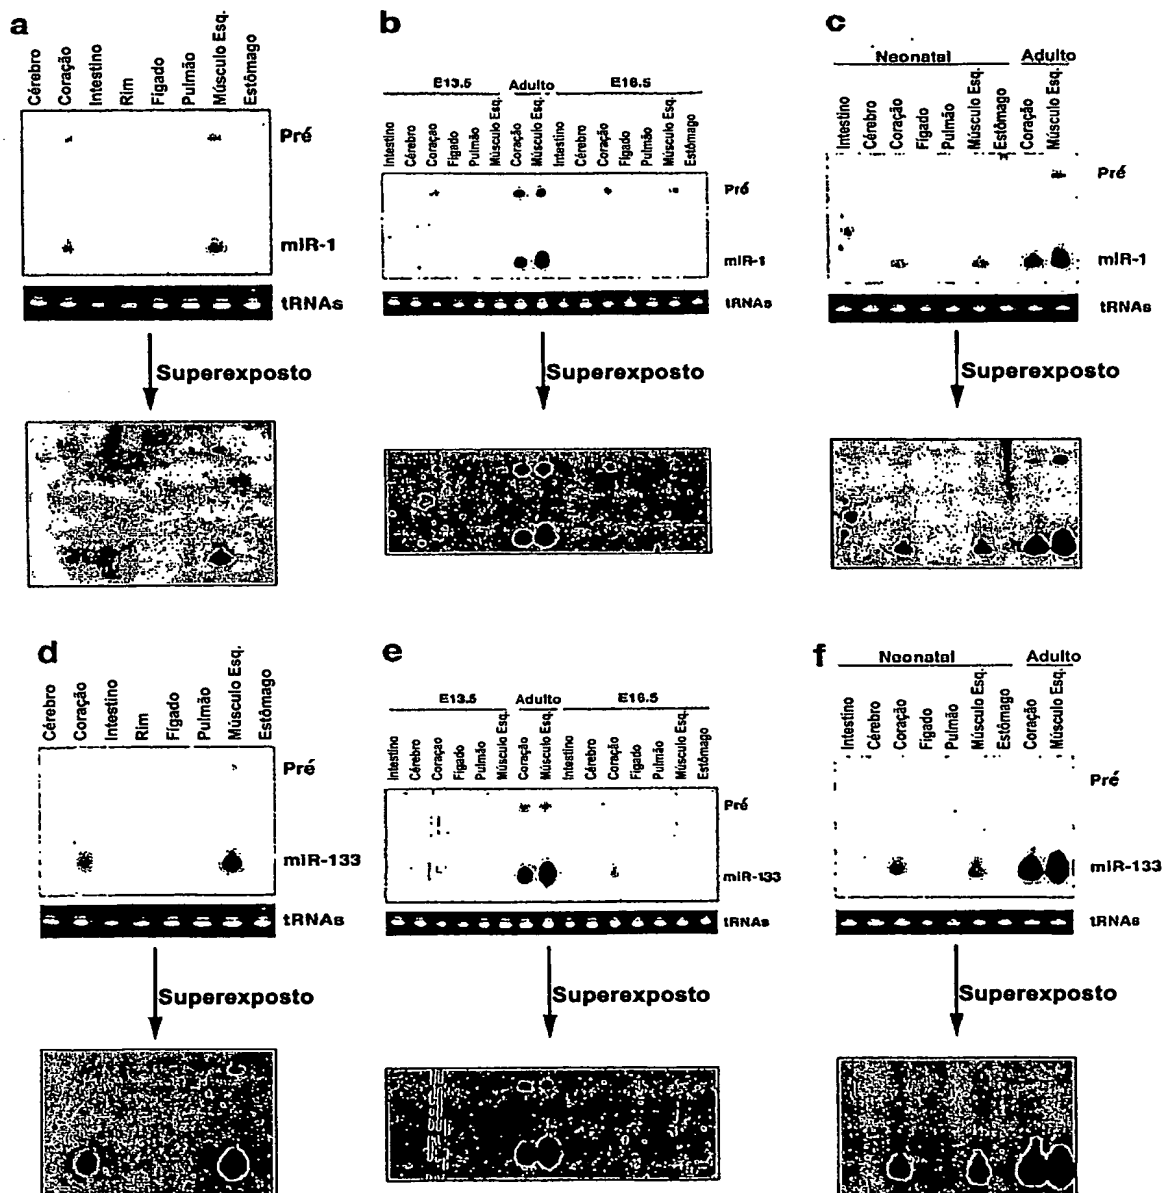 a
Cérebro
Coração
Intestino
Rim
Fígado
Pulmão
Músculo Esq.
Estômago
Pré
miR-1
tRNAs
Superexposto
b
E13.5
Adulto
E16.5
Intestino
Cérebro
Coraçao
Fígado
Pulmão
Músculo Esq.
Coração
Músculo Esq.
Intestino
Cérebro
Coração
Fígado
Pulmão
Músculo Esq.
Estômago
Pré
miR-1
tRNAs
Superexposto
c
Neonatal
Adulto
Intestino
Cérebro
Coração
Fígado
Pulmão
Músculo Esq.
Estômago
Coração
Músculo Esq.
Pré
miR-1
tRNAs
Superexposto
d
Cérebro
Coração
Intestino
Rim
Fígado
Pulmão
Músculo Esq.
Estômago
Pré
miR-133
tRNAs
Superexposto
e
E13.5
Adulto
E16.5
Intestino
Cérebro
Coraçao
Fígado
Pulmão
Músculo Esq.
Coração
Músculo Esq.
Intestino
Cérebro
Coração
Fígado
Pulmão
Músculo Esq.
Estômago
Pré
miR-133
tRNAs
Superexposto
f
Neonatal
Adulto
Intestino
Cérebro
Coração
Fígado
Pulmão
Músculo Esq.
Estômago
Coração
Músculo Esq.
Pré
miR-133
tRNAs
Superexposto